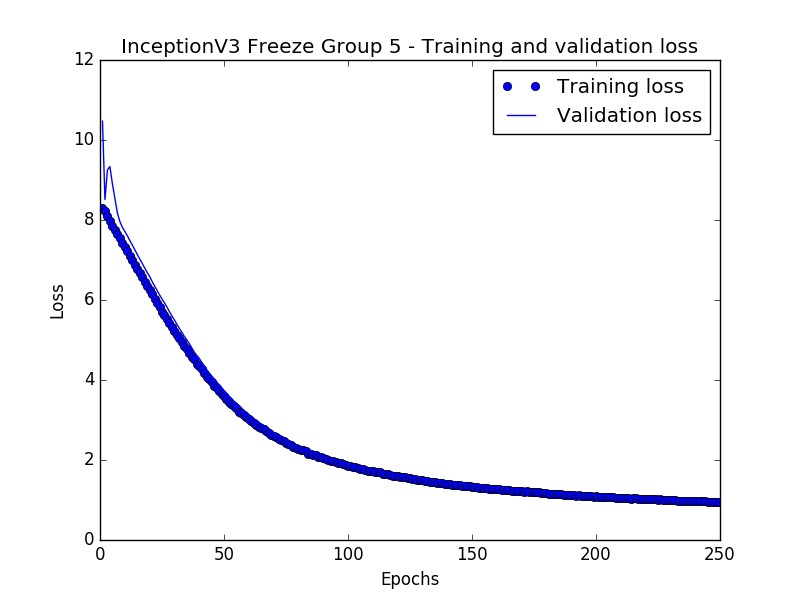 InceptionV3 Freeze Group 5 - Training and validation loss
Training loss
Validation loss
12
10
8
6
4
2
0
Loss
0 50 100 150 200 250
Epochs